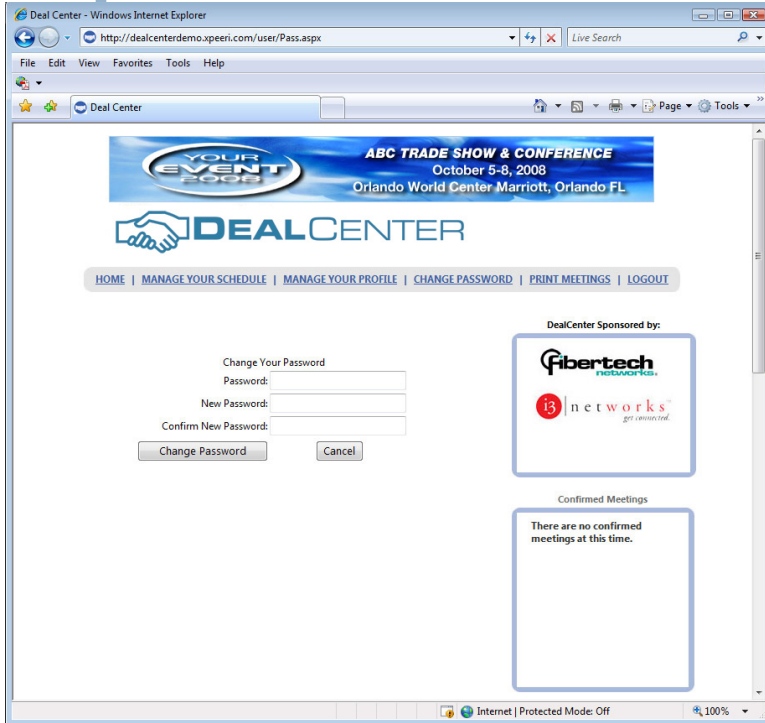 Deal Center - Windows Internet Explorer
http://dealcenterdemo.xpeeri.com/user/Pass.aspx
Live Search
File Edit View Favorites Tools Help
Deal Center
Page Tools
YOUR EVENT 2008
ABC TRADE SHOW & CONFERENCE
October 5-8, 2008
Orlando World Center Marriott, Orlando FL
DEALCENTER
HOME | MANAGE YOUR SCHEDULE | MANAGE YOUR PROFILE | CHANGE PASSWORD | PRINT MEETINGS | LOGOUT
DealCenter Sponsored by:
Fibertech
networks.
i3 networks
get connected.
Change Your Password
Password:
New Password:
Confirm New Password:
Change Password Cancel
Confirmed Meetings
There are no confirmed
meetings at this time.
Internet | Protected Mode: Off 100%